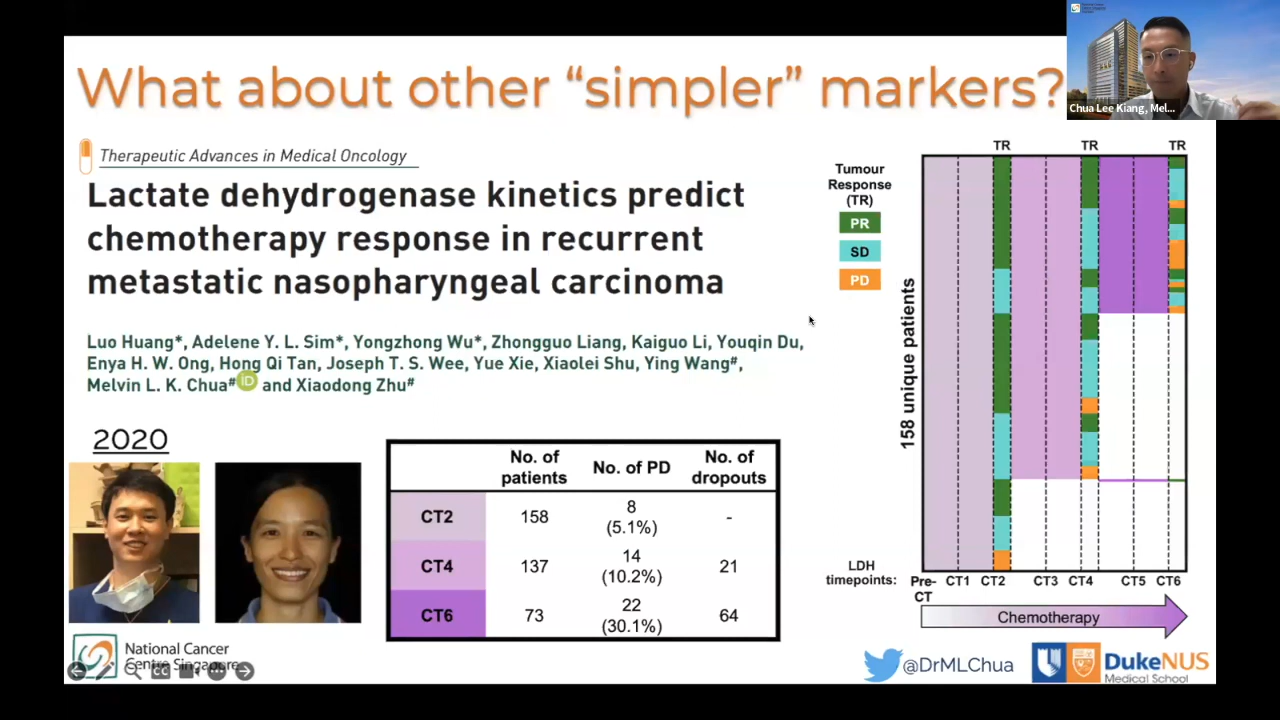 What about other “simpler” markers?
Chua Lee Kiang, Mel...
Therapeutic Advances in Medical Oncology
Lactate dehydrogenase kinetics predict
chemotherapy response in recurrent
metastatic nasopharyngeal carcinoma
Luo Huang*, Adelene Y. L. Sim*, Yongzhong Wu*, Zhongguo Liang, Kaiguo Li, Youqin Du,
Enya H. W. Ong, Hong Qi Tan, Joseph T. S. Wee, Yue Xie, Xiaolei Shu, Ying Wang#,
Melvin L. K. Chua# iD and Xiaodong Zhu#
2020
No. of patients No. of PD No. of dropouts
CT2 158 8 (5.1%) -
CT4 137 14 (10.2%) 21
CT6 73 22 (30.1%) 64
Tumour
Response
(TR)
PR
SD
PD
TR TR TR
158 unique patients
LDH
timepoints:
Pre-CT CT1 CT2 CT3 CT4 CT5 CT6
Chemotherapy
National Cancer
Centre Singapore
CC
@DrMLChua
DukeNUS
Medical School